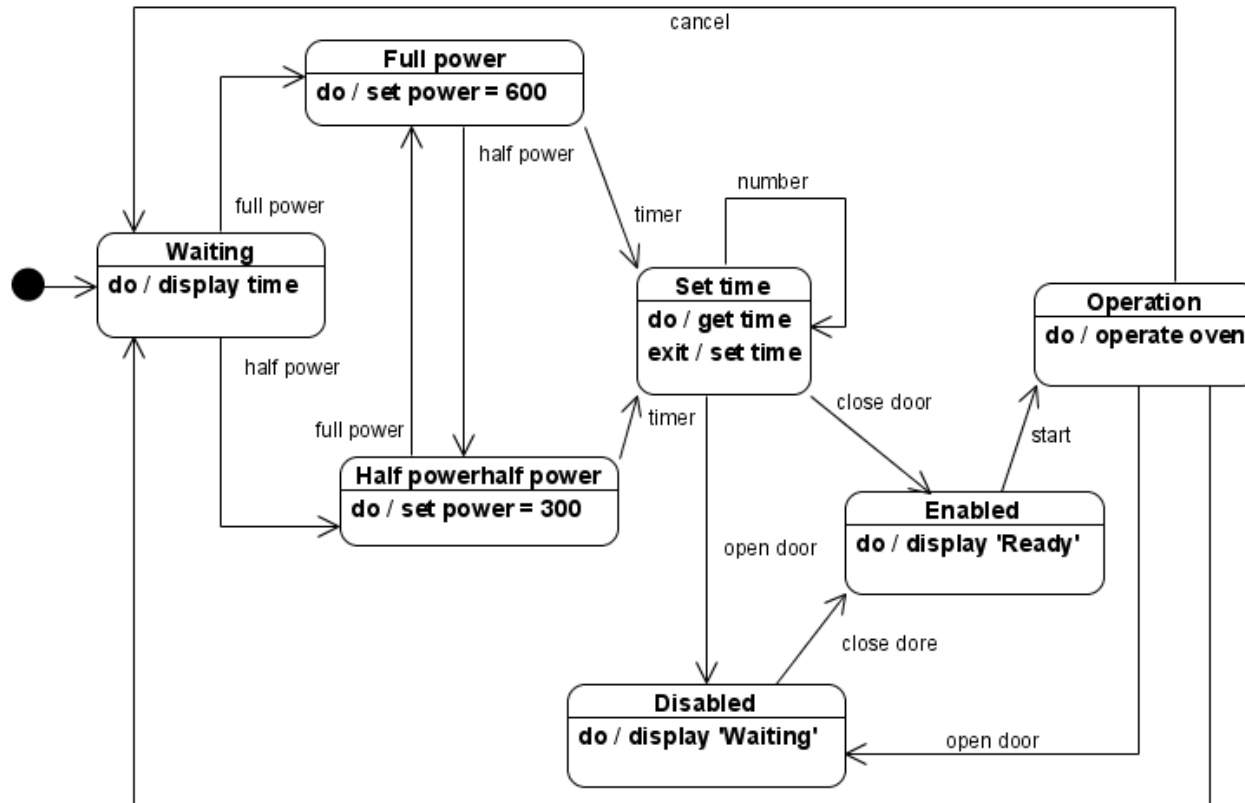 cancel
Full power
do / set power = 600
half power
number
full power
timer
Waiting
do / display time
Set time
do / get time
exit / set time
Operation
do / operate oven
half power
full power
timer
close door
start
Half powerhalf power
do / set power = 300
Enabled
do / display 'Ready'
open door
close dore
Disabled
do / display 'Waiting'
open door